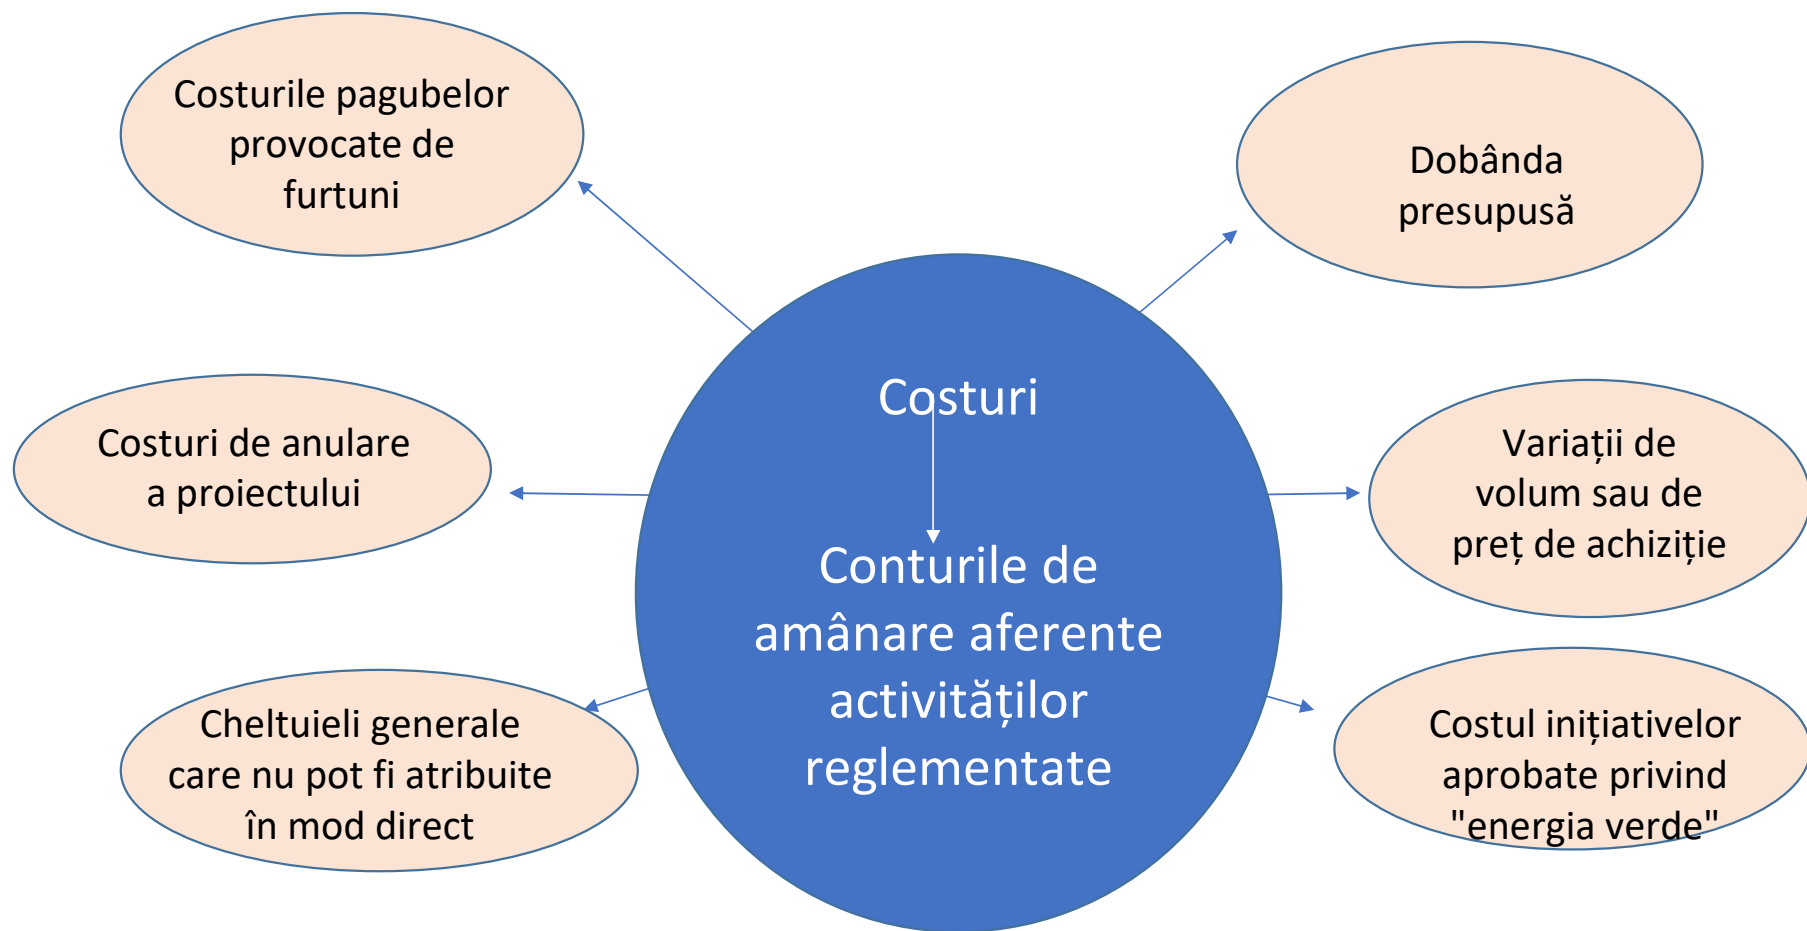 Costurile pagubelor
provocate de
furtuni
Dobânda
presupusă
Costuri
Costuri de anulare
a proiectului
Variații de
volum sau de
preț de achiziție
Conturile de
amânare aferente
activităților
reglementate
Cheltuieli generale
care nu pot fi atribuite
în mod direct
Costul inițiativelor
aprobate privind
"energia verde"